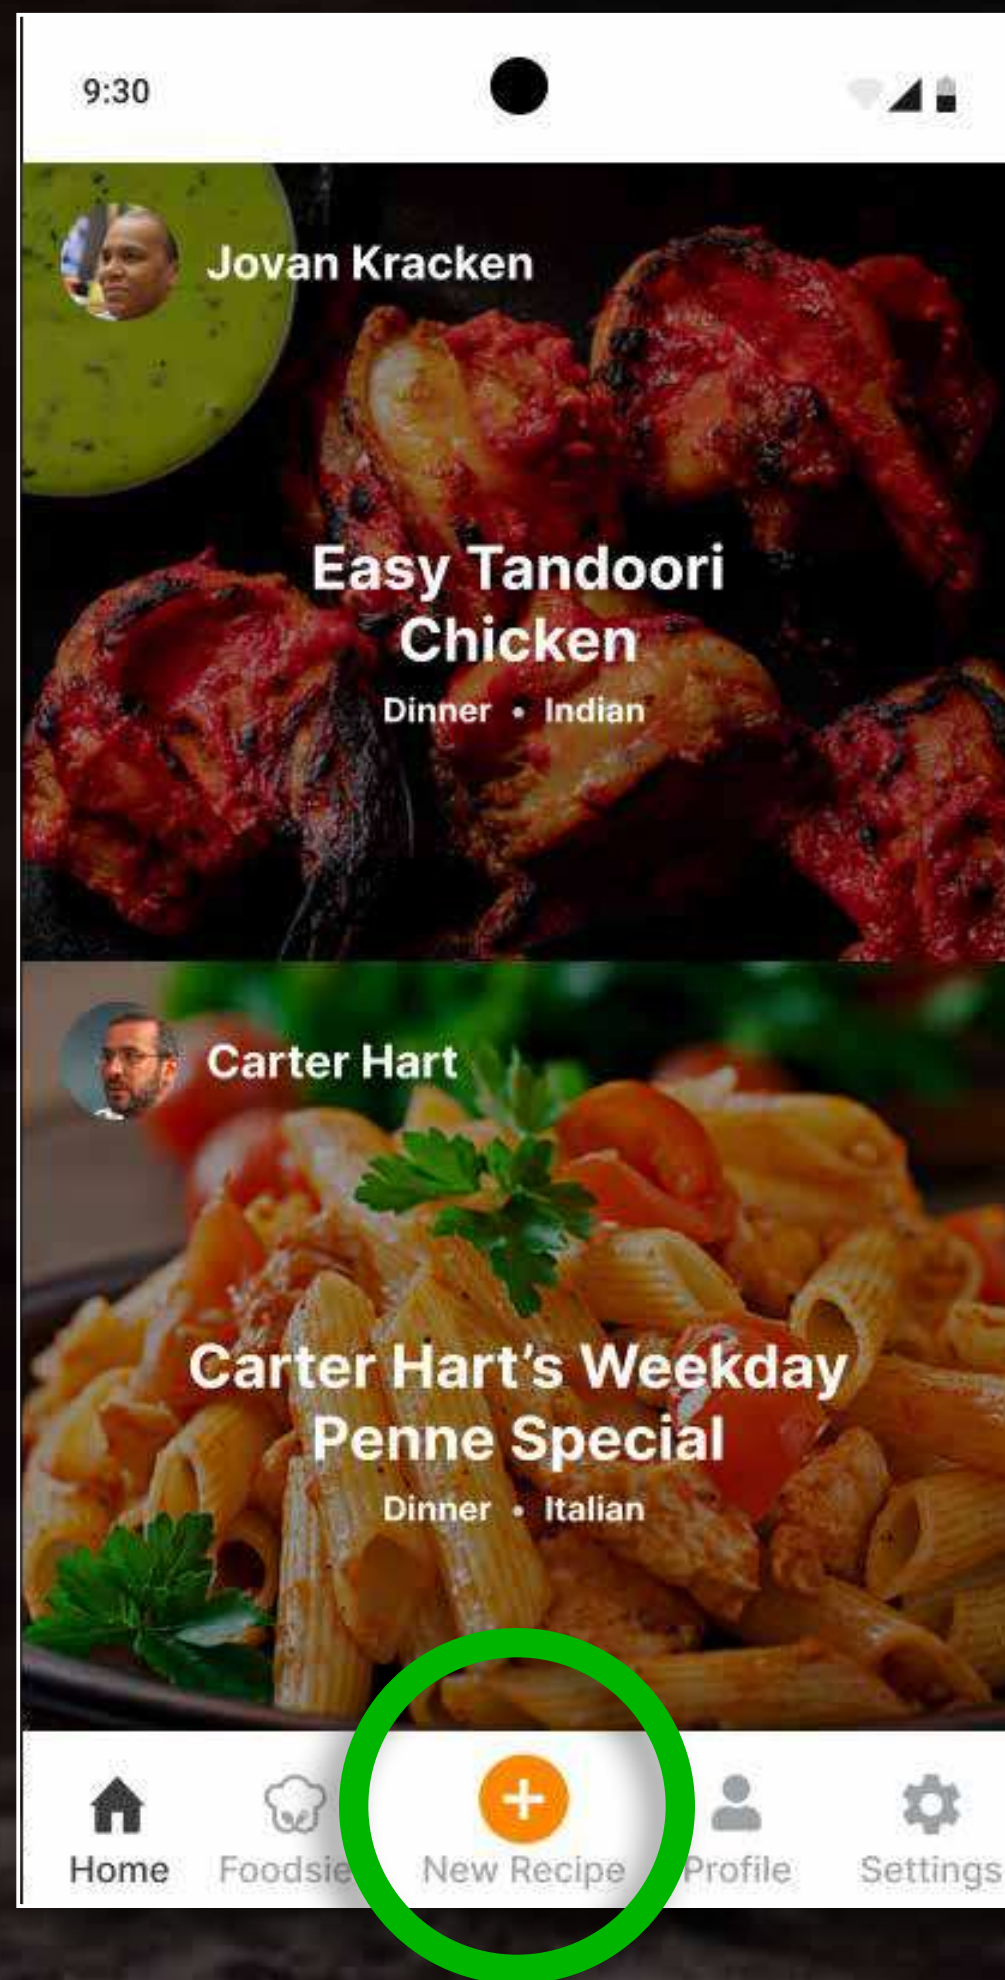 9:30
Jovan Kracken
Easy Tandoori
Chicken
Dinner • Indian
Carter Hart
Carter Hart’s Weekday
Penne Special
Dinner • Italian
Home
Foodsie
New Recipe
Profile
Settings